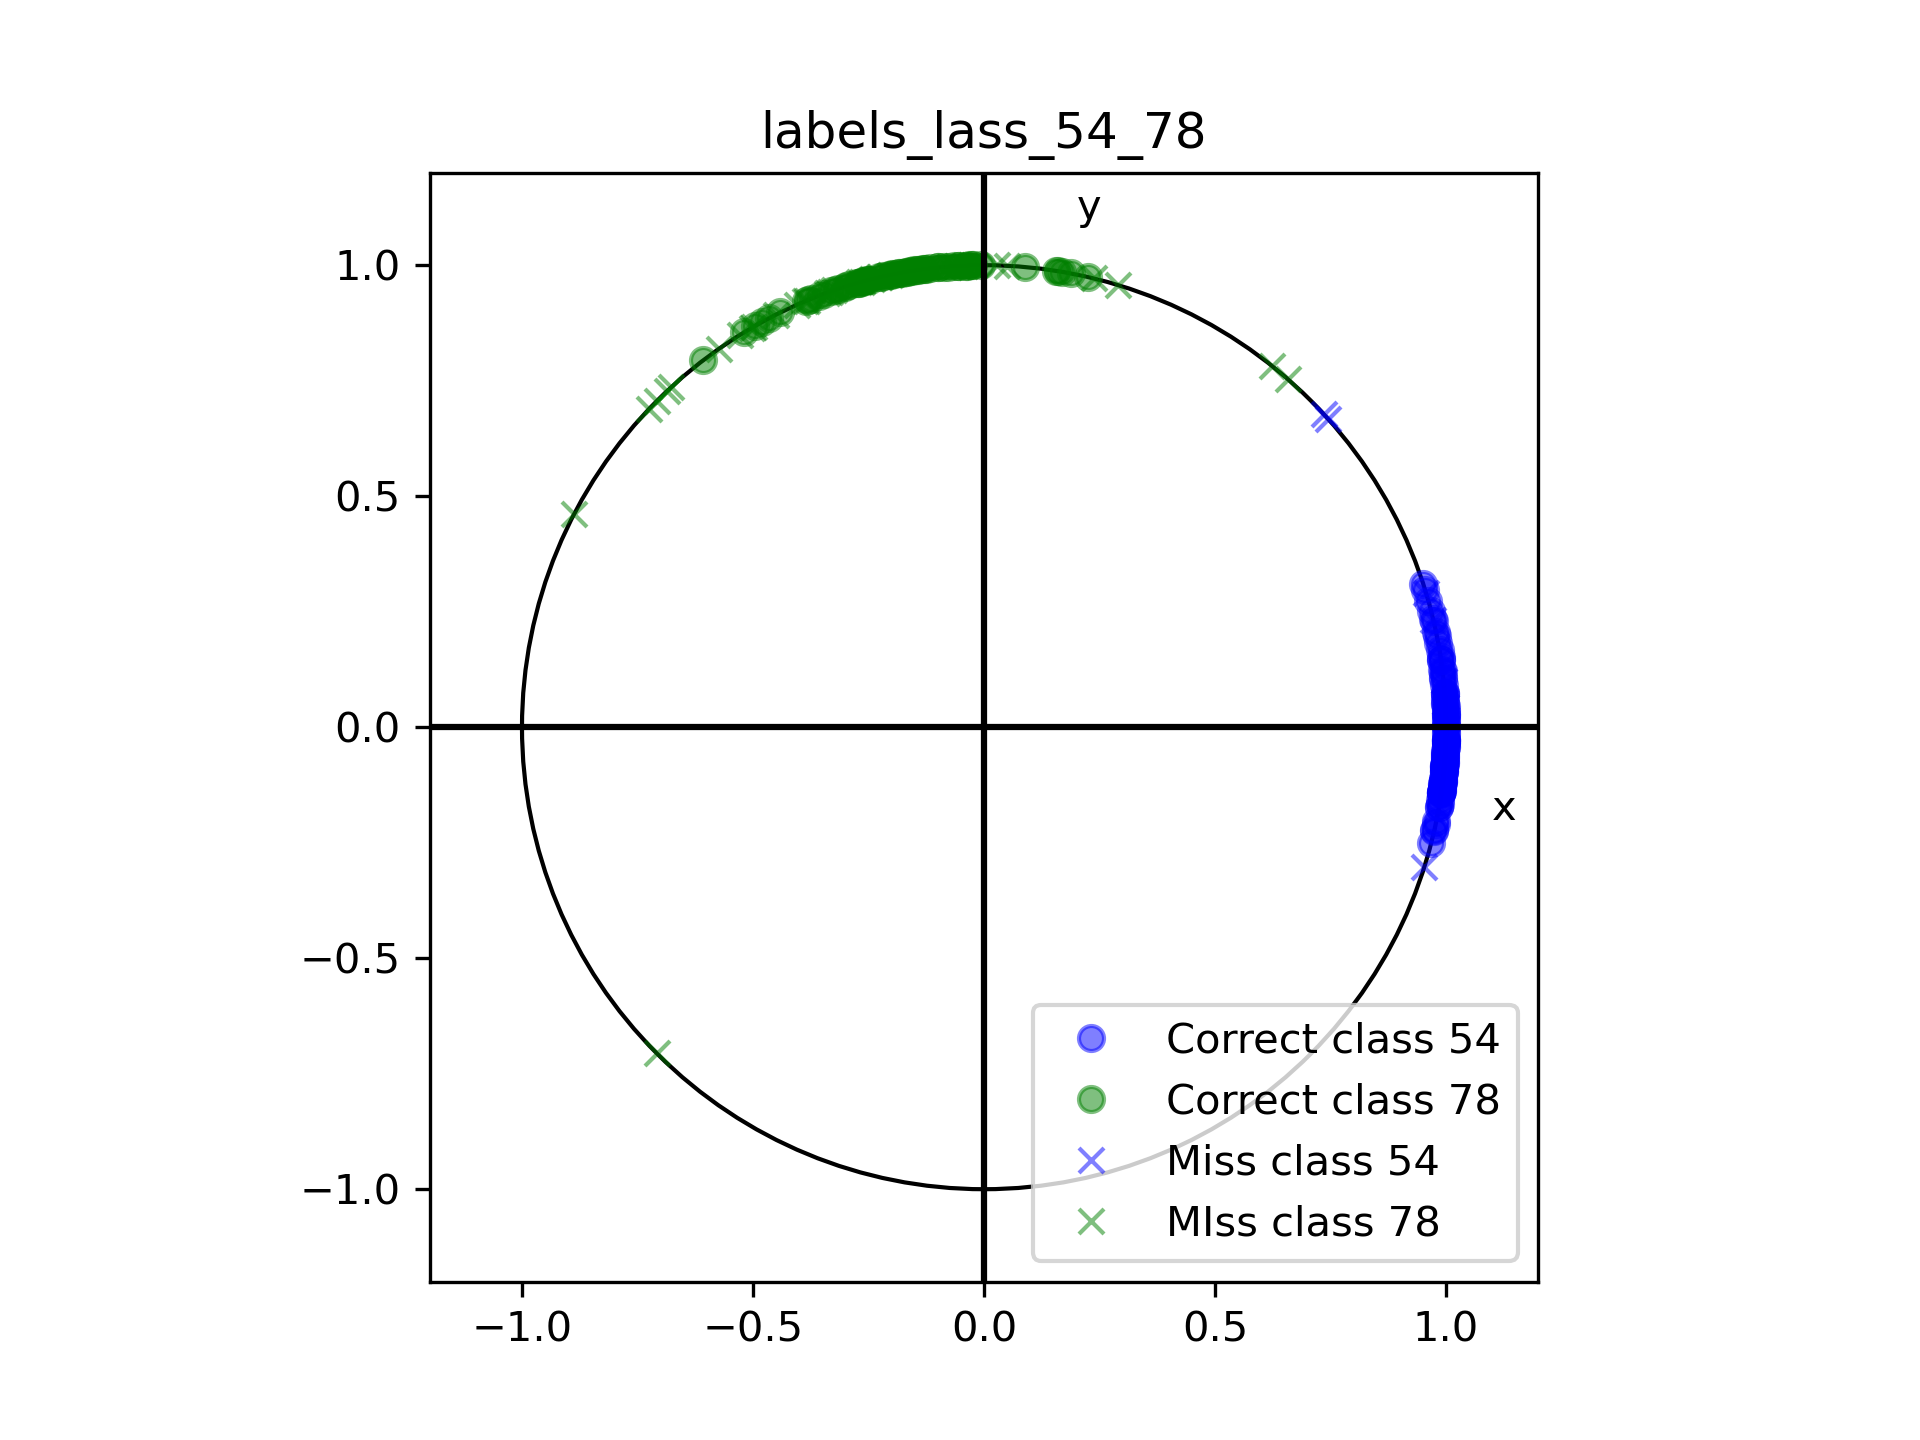 labels_lass_54_78
y
1.0
0.5
0.0
x
−0.5
−1.0
Correct class 54
Correct class 78
Miss class 54
MIss class 78
−1.0 −0.5 0.0 0.5 1.0